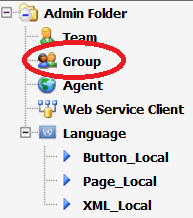 Admin Folder
Team
Group
Agent
Web Service Client
Language
Button_Local
Page_Local
XML_Local